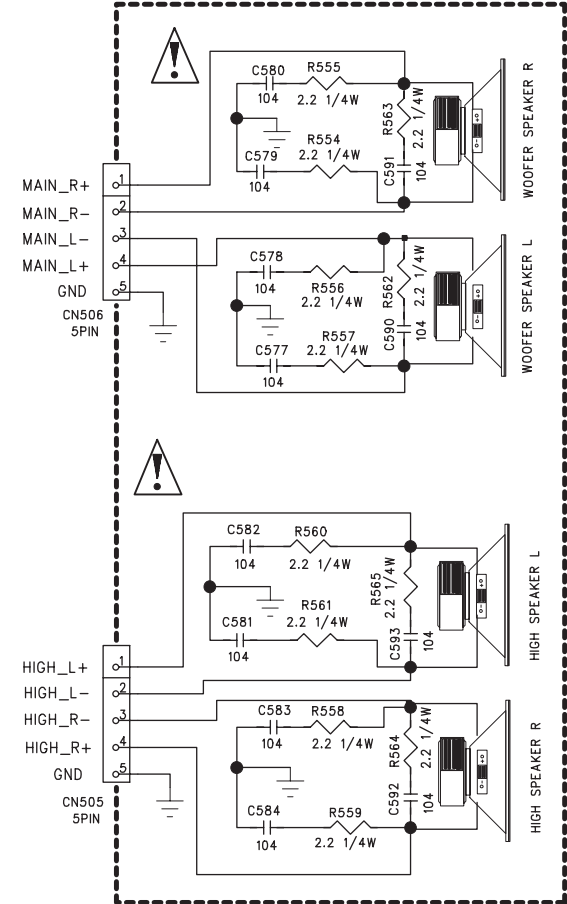 C580
R555
104
2.2 1/4W
R554
2.2 1/4W
C579
104
R563
2.2 1/4W
C591
104
WOOFER SPEAKER R
MAIN_R+
1
MAIN_R-
2
MAIN_L-
3
MAIN_L+
4
GND
5
CN506
5PIN
C578
104
R556
2.2 1/4W
R557
2.2 1/4W
C577
104
R562
2.2 1/4W
C590
104
WOOFER SPEAKER L
C582
R560
104
2.2 1/4W
R561
2.2 1/4W
C581
104
R565
2.2 1/4W
C593
104
HIGH SPEAKER L
HIGH_L+
1
HIGH_L-
2
HIGH_R-
3
HIGH_R+
4
GND
5
CN505
5PIN
C583
R558
104
2.2 1/4W
C584
R559
104
2.2 1/4W
R564
2.2 1/4W
C592
104
HIGH SPEAKER R